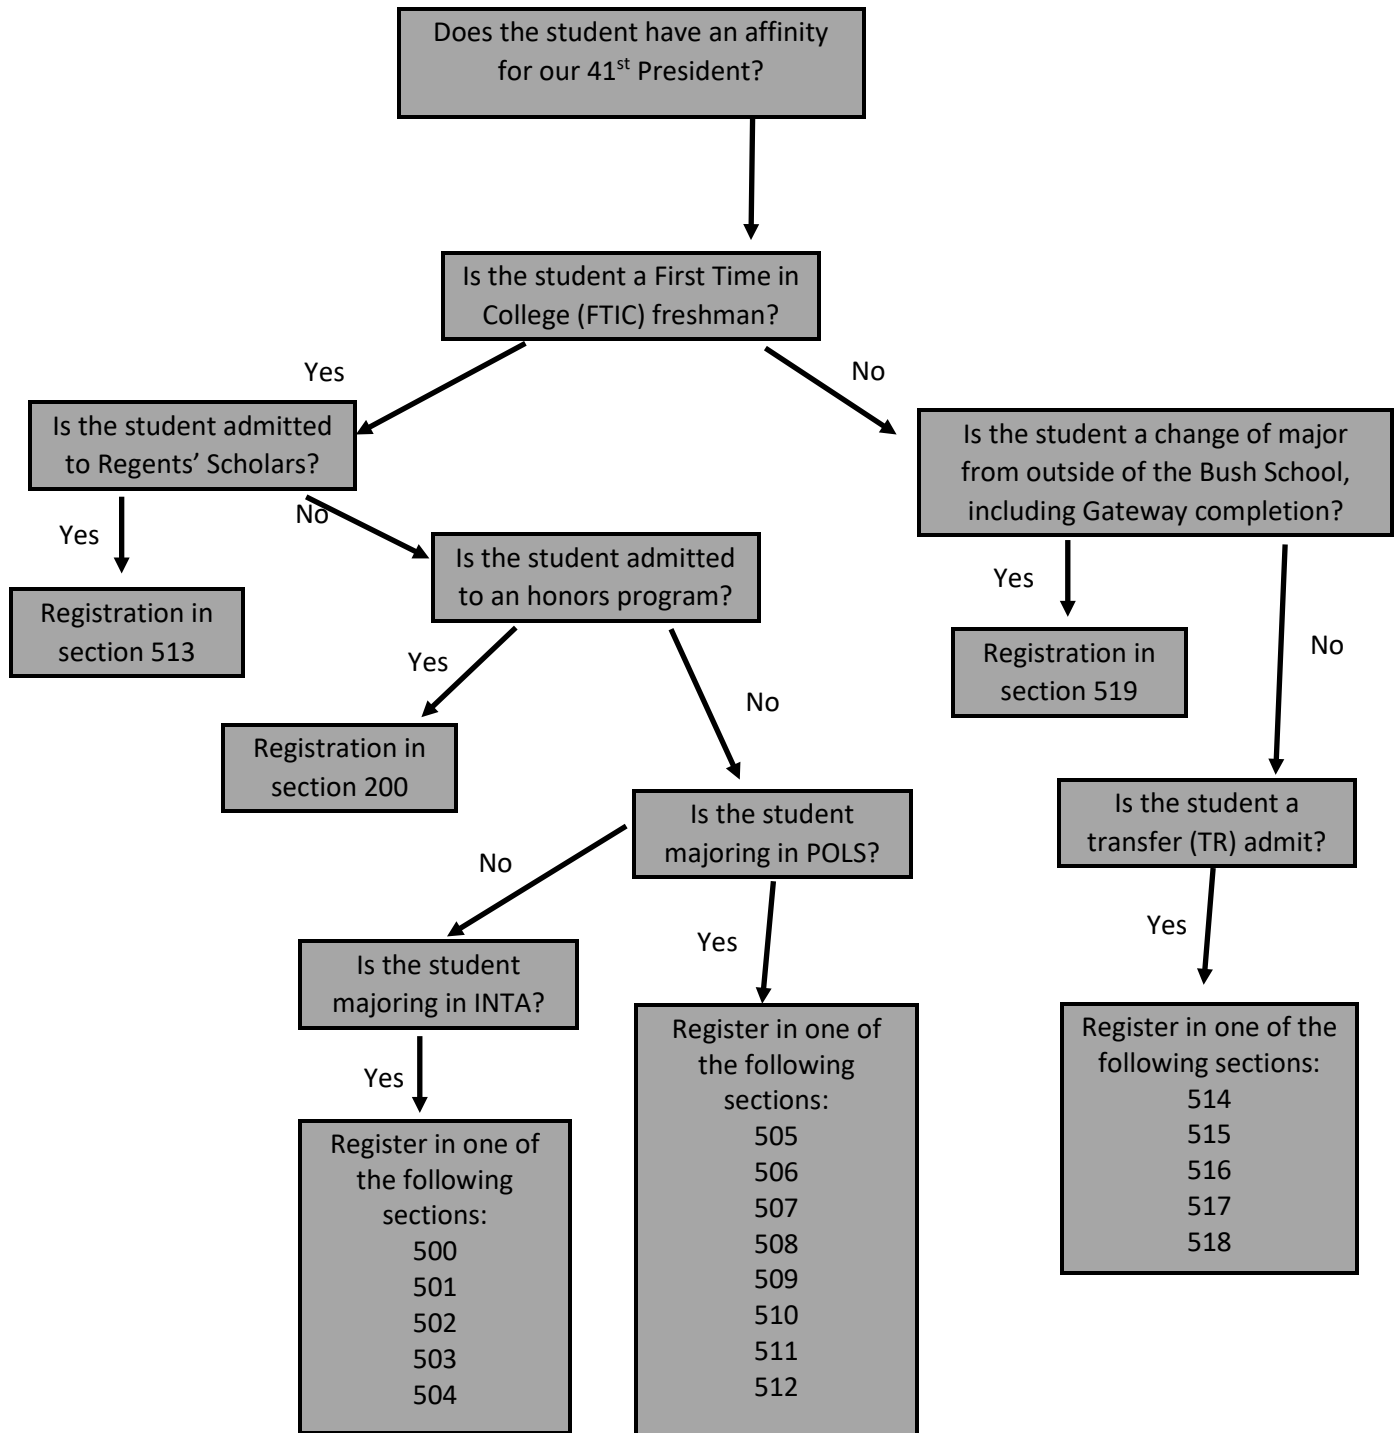 Does the student have an affinity
for our 41st President?
Is the student a First Time in
College (FTIC) freshman?
Yes
No
Is the student admitted
to Regents’ Scholars?
Is the student a change of major
from outside of the Bush School,
including Gateway completion?
Yes
No
Is the student admitted
to an honors program?
Yes
No
Registration in
section 513
Registration in
section 519
Yes
No
Registration in
section 200
Is the student
majoring in POLS?
Is the student a
transfer (TR) admit?
No
Yes
Yes
Is the student
majoring in INTA?
Register in one of
the following
sections:
505
506
507
508
509
510
511
512
Register in one of the
following sections:
514
515
516
517
518
Yes
Register in one of
the following
sections:
500
501
502
503
504